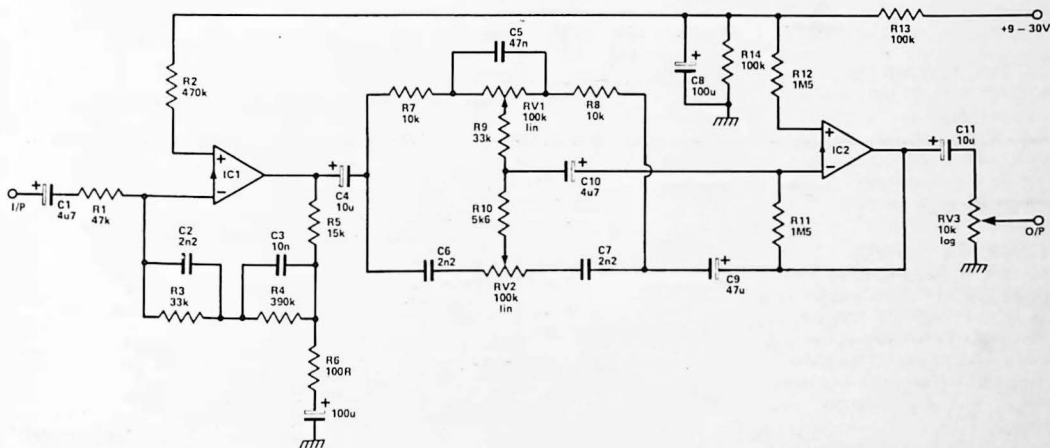 I/P
C1
4u7
R1
47k
R2
470k
+
-
IC1
C2
2n2
R3
33k
C3
10n
R4
390k
R5
15k
R6
100R
+
100u
+
C4
10u
R7
10k
C5
47n
RV1
100k
lin
R8
10k
R9
33k
R10
5k6
C6
2n2
RV2
100k
lin
C7
2n2
+
C10
4u7
+
C9
47u
R11
1M5
+
C8
100u
R14
100k
R12
1M5
R13
100k
+9 – 30V
+
-
IC2
+
C11
10u
RV3
10k
log
O/P